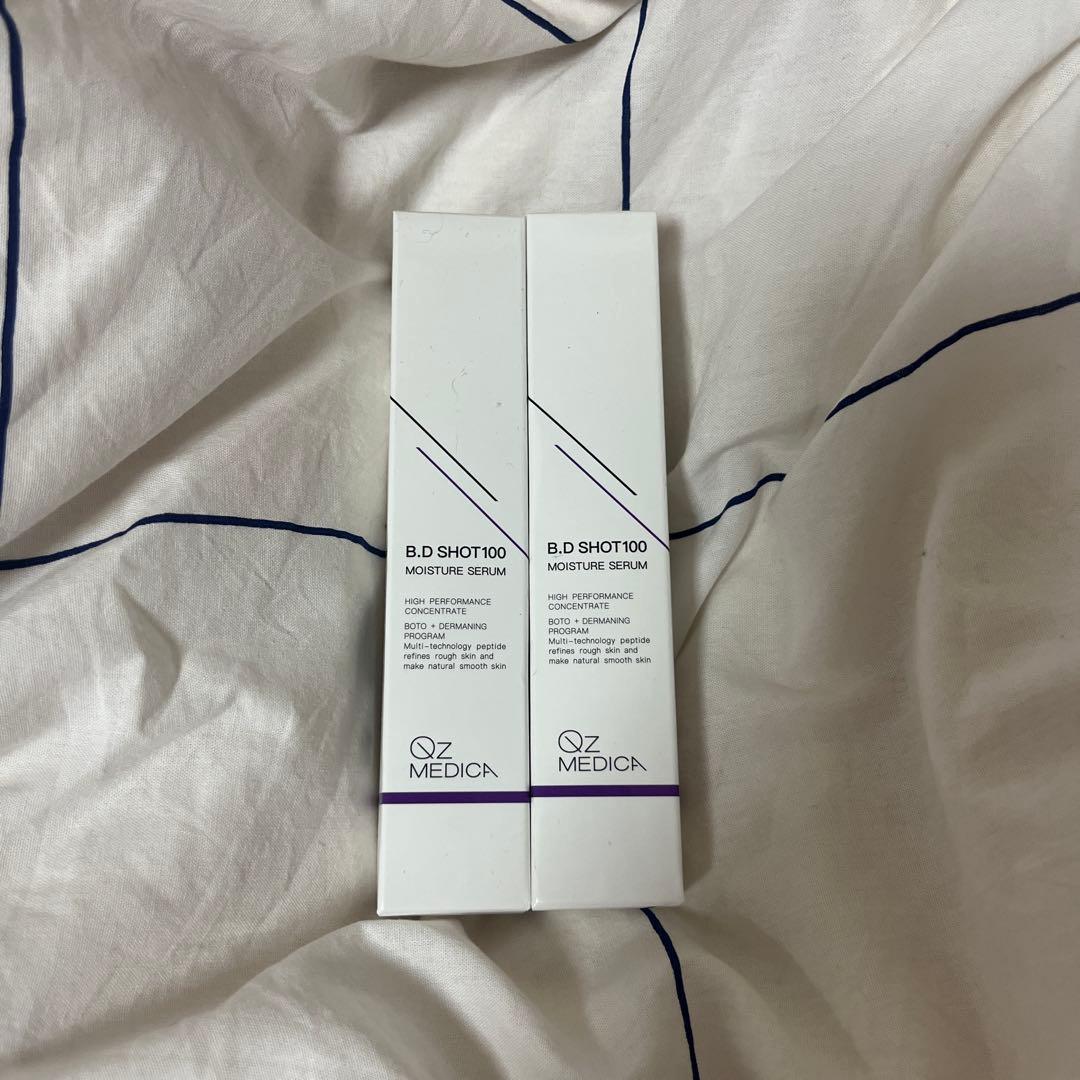 B.D SHOT100
MOISTURE SERUM
HIGH PERFORMANCE
CONCENTRATE
BOTO + DERMANING
PROGRAM
Multi-technology peptide
refines rough skin and
make natural smooth skin
QZ
MEDICA
B.D SHOT100
MOISTURE SERUM
HIGH PERFORMANCE
CONCENTRATE
BOTO + DERMANING
PROGRAM
Multi-technology peptide
refines rough skin and
make natural smooth skin
QZ
MEDICA